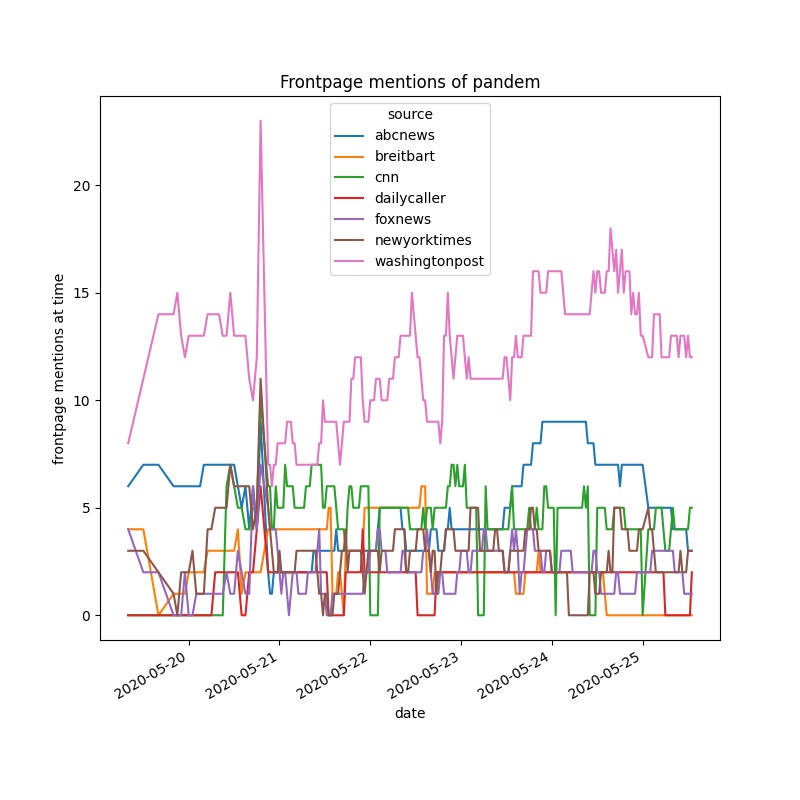 Frontpage mentions of pandem
source
abcnews
breitbart
cnn
dailycaller
foxnews
newyorktimes
washingtonpost
frontpage mentions at time
20
15
10
5
0
2020-05-20
2020-05-21
2020-05-22
2020-05-23
2020-05-24
2020-05-25
date